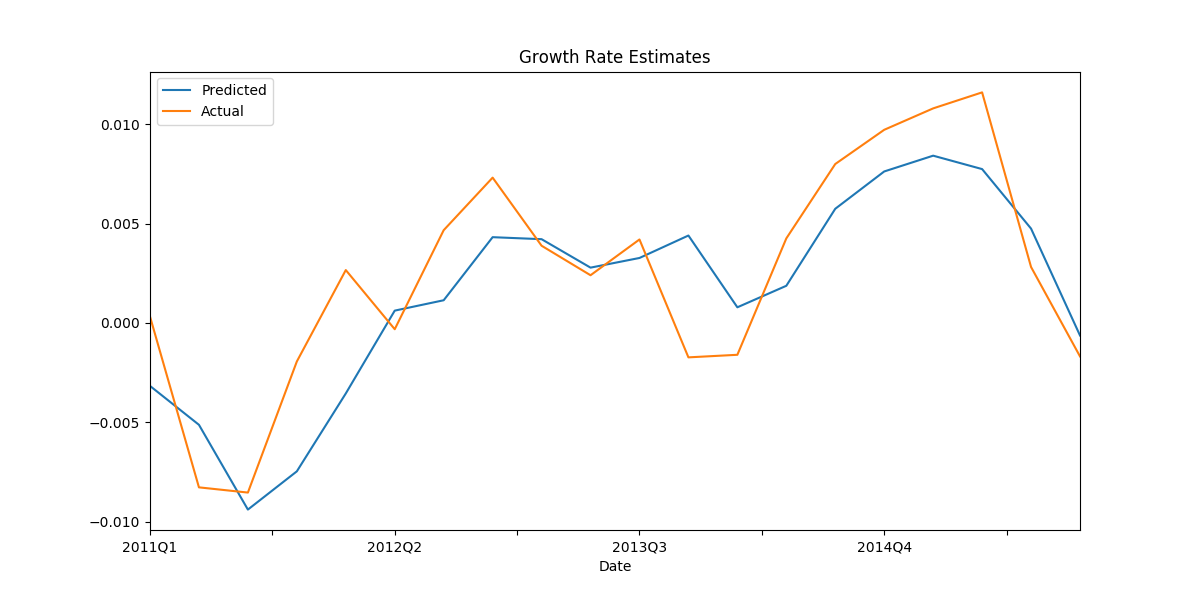 Growth Rate Estimates
Predicted
Actual
0.010
0.005
0.000
−0.005
−0.010
2011Q1 2012Q2 2013Q3 2014Q4
Date